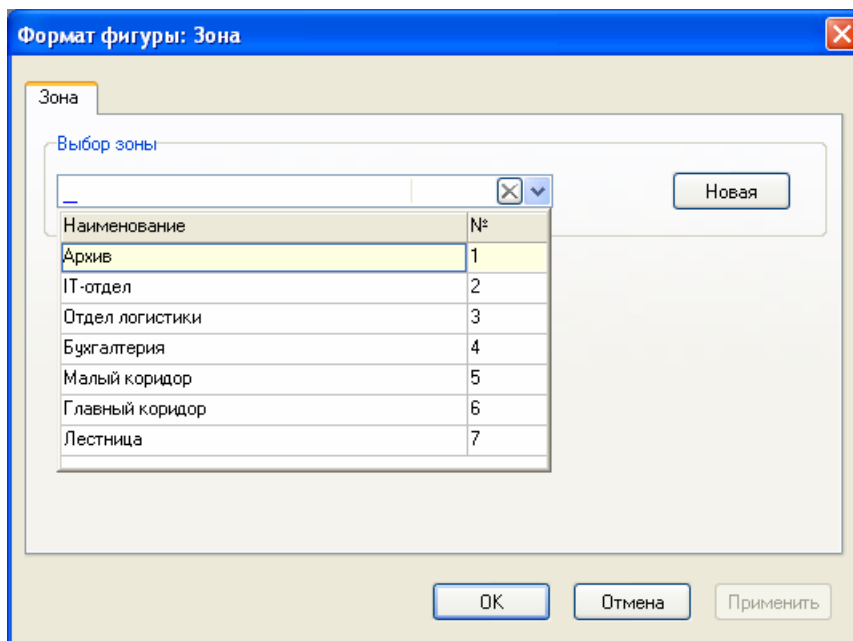 Формат фигуры: Зона
Зона
Выбор зоны
Новая
Наименование №
Архив 1
IT-отдел 2
Отдел логистики 3
Бухгалтерия 4
Малый коридор 5
Главный коридор 6
Лестница 7
OK Отмена Применить